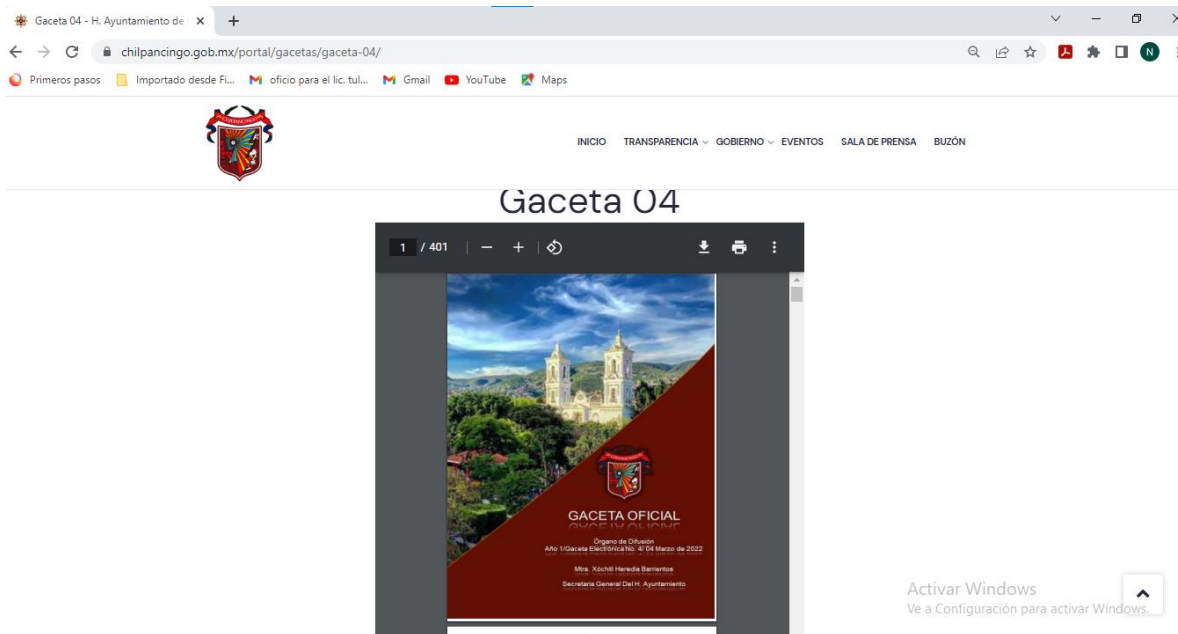 Gaceta 04 - H. Ayuntamiento de
chilpancingo.gob.mx/portal/gacetas/gaceta-04/
N
Primeros pasos Importado desde Fi... oficio para el lic. tul... Gmail YouTube Maps
INICIO TRANSPARENCIA GOBIERNO EVENTOS SALA DE PRENSA BUZÓN
Gaceta 04
1 / 401
GACETA OFICIAL
Órgano de Difusión
Año 1/Gaceta Electrónica No. 4/ 04 Marzo de 2022
Mtra. Xóchitl Heredia Barrientos
Secretaria General Del H. Ayuntamiento
Activar Windows
Ve a Configuración para activar Windows.